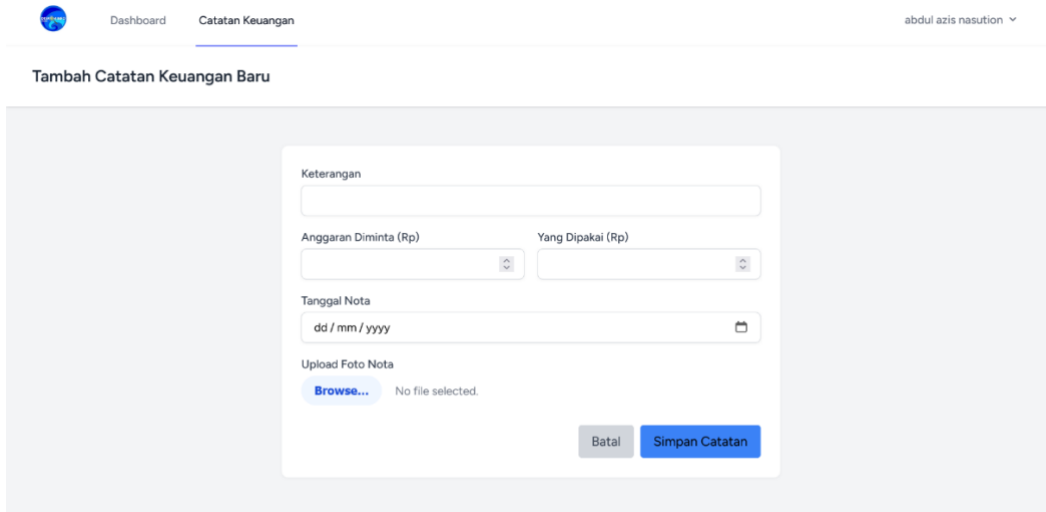 Dashboard Catatan Keuangan abdul azis nasution
Tambah Catatan Keuangan Baru
Keterangan
Anggaran Diminta (Rp) Yang Dipakai (Rp)
Tanggal Nota
dd / mm / yyyy
Upload Foto Nota
Browse... No file selected.
Batal Simpan Catatan